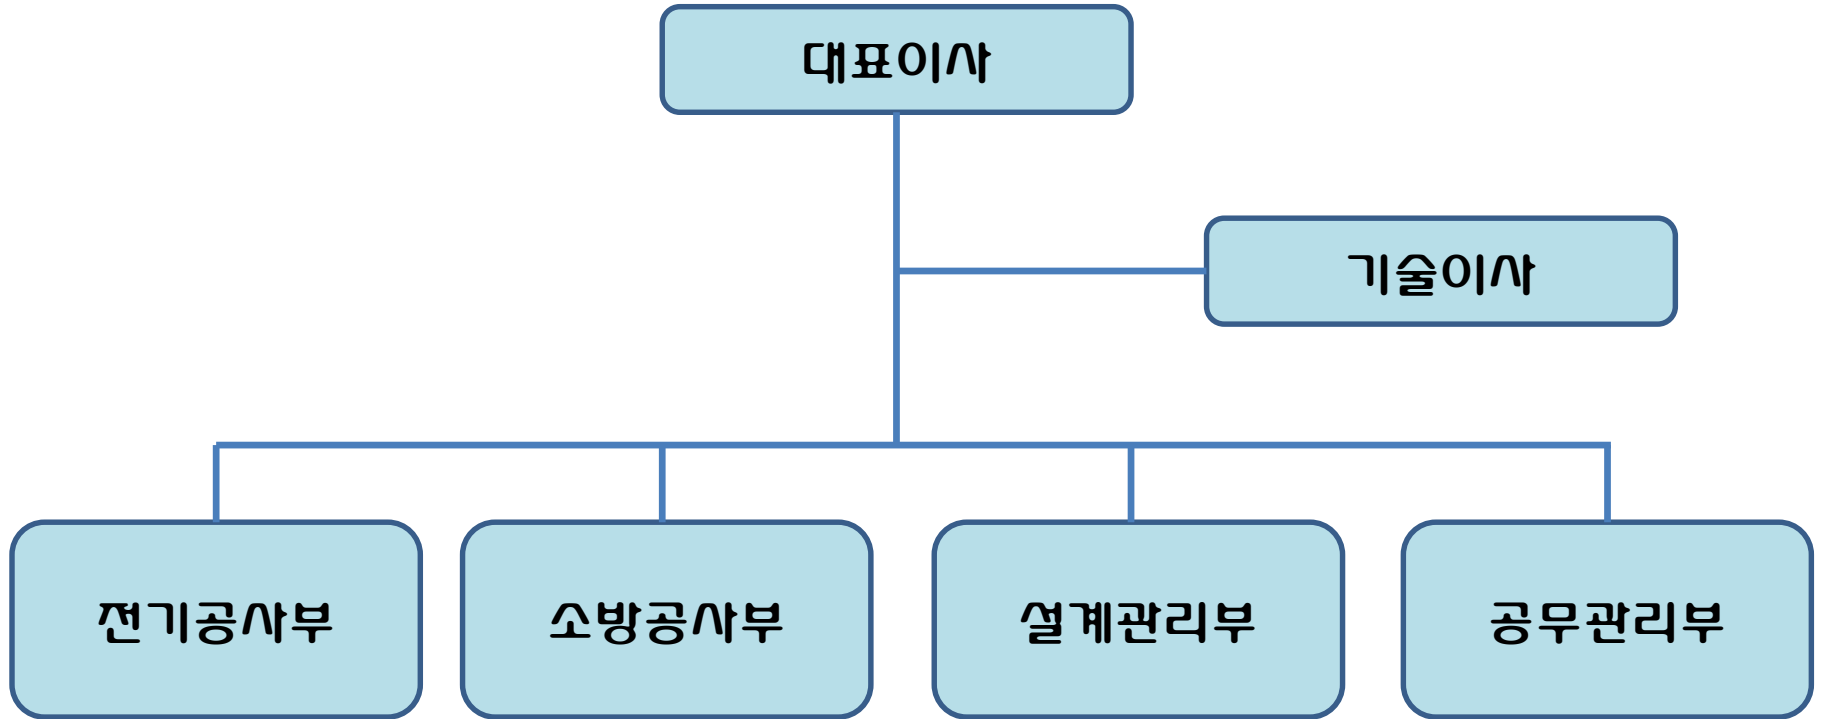 대표이사
기술이사
전기공사부
소방공사부
설계관리부
공무관리부